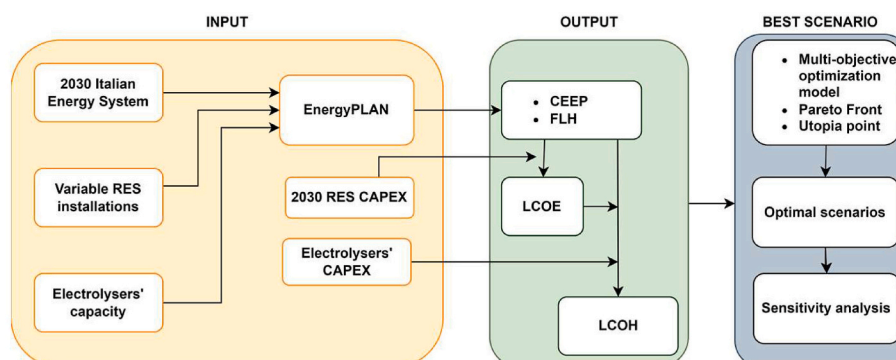 INPUT
2030 Italian
Energy System
Variable RES
installations
Electrolysers'
capacity
EnergyPLAN
2030 RES CAPEX
Electrolysers'
CAPEX
OUTPUT
• CEEP
• FLH
LCOE
LCOH
BEST SCENARIO
• Multi-objective
optimization
model
• Pareto Front
• Utopia point
Optimal scenarios
Sensitivity analysis